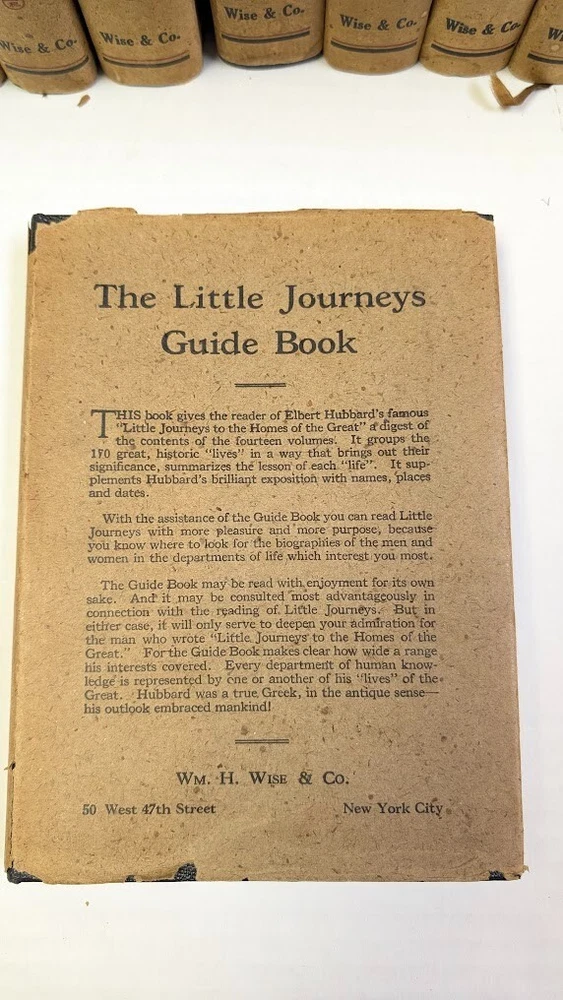 Wise & Co.
Wise & Co.
Wise & Co.
Wise & Co.
Wise & Co.
The Little Journeys
Guide Book
THIS book gives the reader of Elbert Hubbard's famous
"Little Journeys to the Homes of the Great" a digest of
the contents of the fourteen volumes. It groups the
170 great, historic "lives" in a way that brings out their
significance, summarizes the lesson of each "life". It sup-
plements Hubbard's brilliant exposition with names, places
and dates.
With the assistance of the Guide Book you can read Little
Journeys with more pleasure and more purpose, because
you know where to look for the biographies of the men and
women in the departments of life which interest you most.
The Guide Book may be read with enjoyment for its own
sake. And it may be consulted most advantageously in
connection with the reading of Little Journeys. But in
either case, it will only serve to deepen your admiration for
the man who wrote "Little Journeys to the Homes of the
Great." For the Guide Book makes clear how wide a range
his interests covered. Every department of human know-
ledge is represented by one or another of his "lives" of the
Great. Hubbard was a true Greek, in the antique sense—
his outlook embraced mankind!
WM. H. WISE & CO.
50 West 47th Street New York City